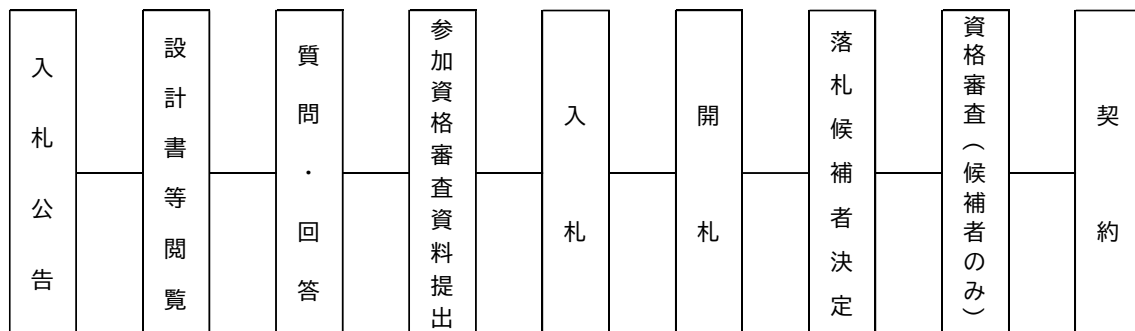 入札公告
設計書等閲覧
質問・回答
参加資格審査資料提出
入札
開札
落札候補者決定
資格審査（候補者のみ）
契約